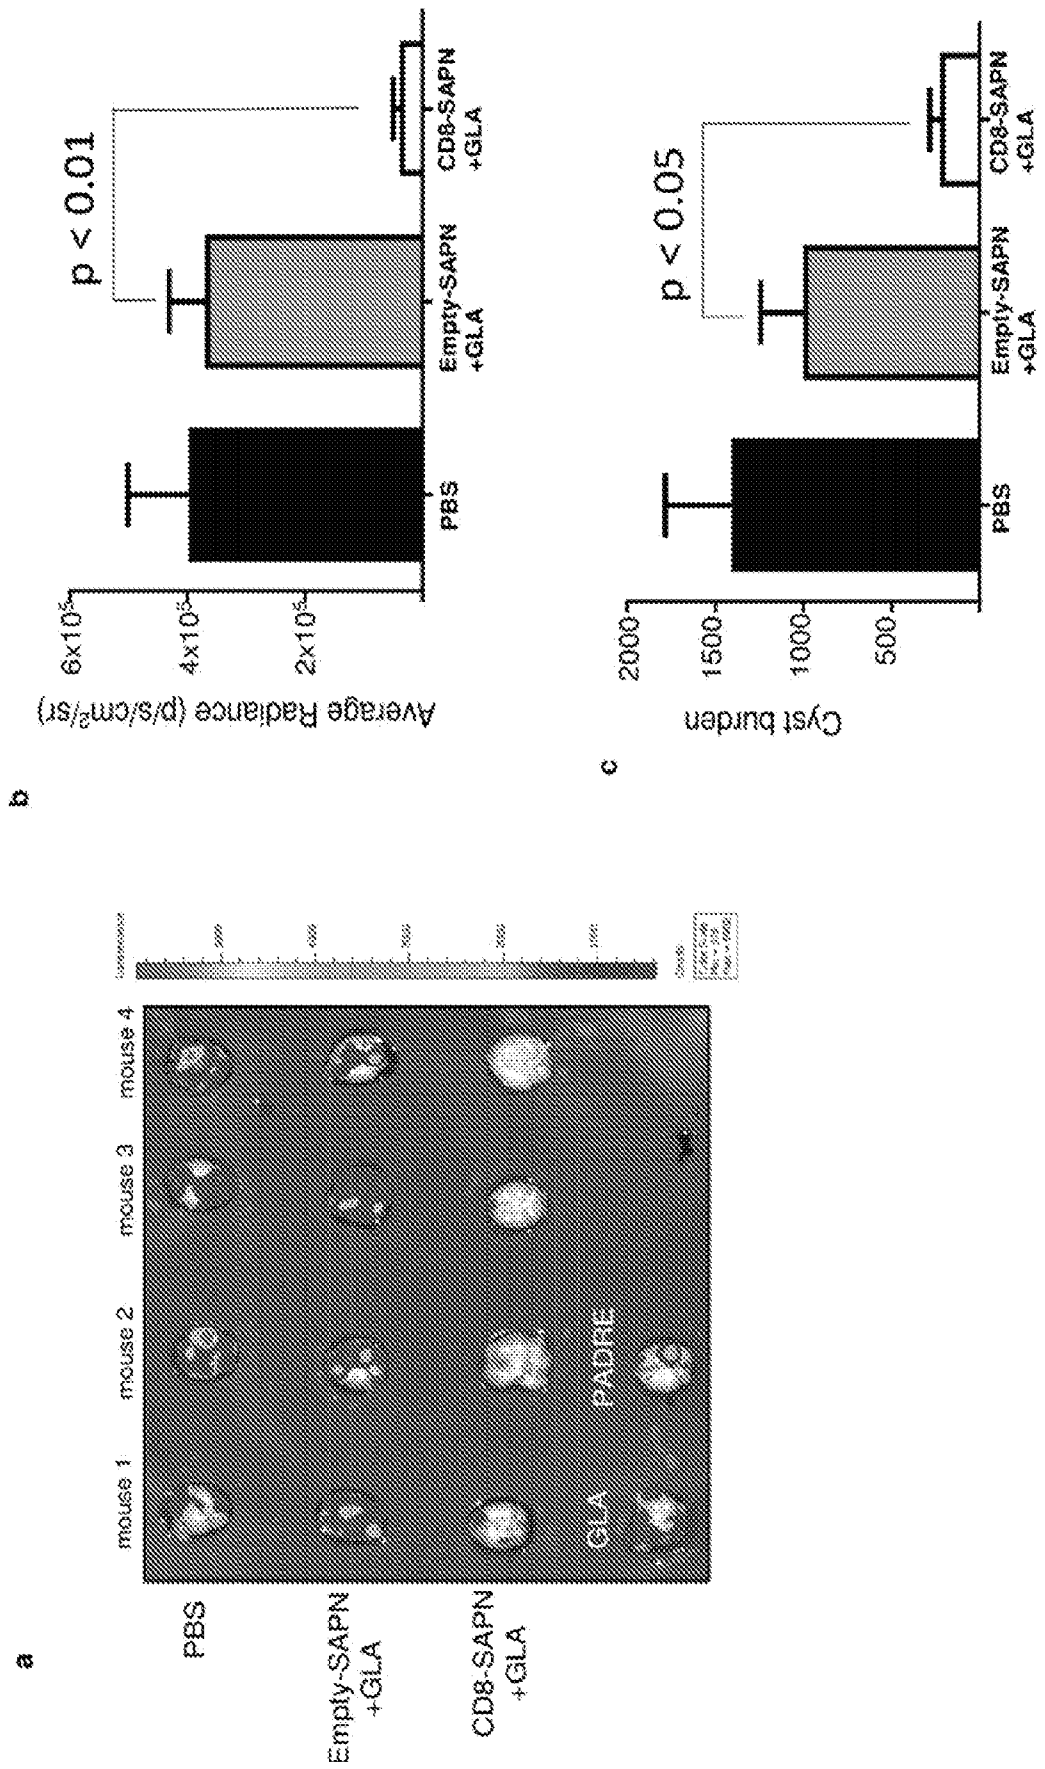 a
mouse 1
mouse 2
mouse 3
mouse 4
PBS
Empty-SAPN
+GLA
CD8-SAPN
+GLA
GLA
PADRE
b
Average Radiance (p/s/cm²/sr)
6x10⁵
4x10⁵
2x10⁵
p < 0.01
PBS
Empty-SAPN
+GLA
CD8-SAPN
+GLA
c
Cyst burden
2000
1500
1000
500
p < 0.05
PBS
Empty-SAPN
+GLA
CD8-SAPN
+GLA